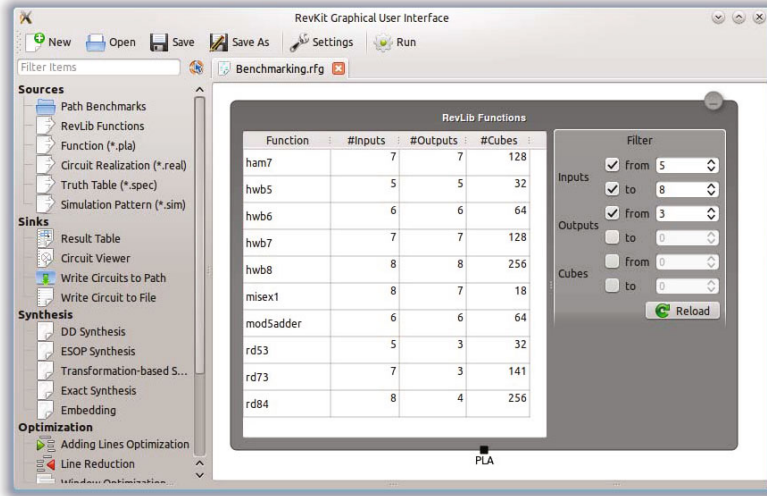 RevKit Graphical User Interface
New Open Save Save As Settings Run
Filter Items
Benchmarking.rfg
Sources
Path Benchmarks
RevLib Functions
Function (*.pla)
Circuit Realization (*.real)
Truth Table (*.spec)
Simulation Pattern (*.sim)
Sinks
Result Table
Circuit Viewer
Write Circuits to Path
Write Circuit to File
Synthesis
DD Synthesis
ESOP Synthesis
Transformation-based S...
Exact Synthesis
Embedding
Optimization
Adding Lines Optimization
Line Reduction
Window Optimization
RevLib Functions
Function #Inputs #Outputs #Cubes
ham7 7 7 128
hwb5 5 5 32
hwb6 6 6 64
hwb7 7 7 128
hwb8 8 8 256
misex1 8 7 18
mod5adder 6 6 64
rd53 5 3 32
rd73 7 3 141
rd84 8 4 256
Filter
Inputs
from 5
to 8
Outputs
from 3
to 0
Cubes
from 0
to 0
Reload
PLA